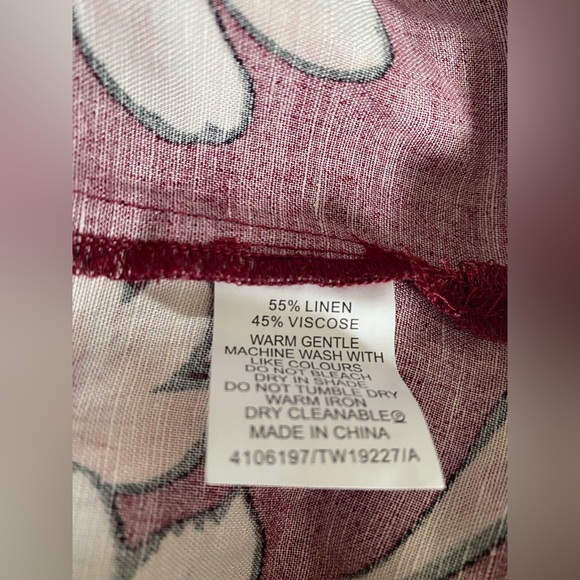 55% LINEN
45% VISCOSE
WARM GENTLE
MACHINE WASH WITH
LIKE COLOURS
DO NOT BLEACH
DRY IN SHADE
DO NOT TUMBLE DRY
WARM IRON
DRY CLEANABLE Ⓟ
MADE IN CHINA
4106197/TW19227/A